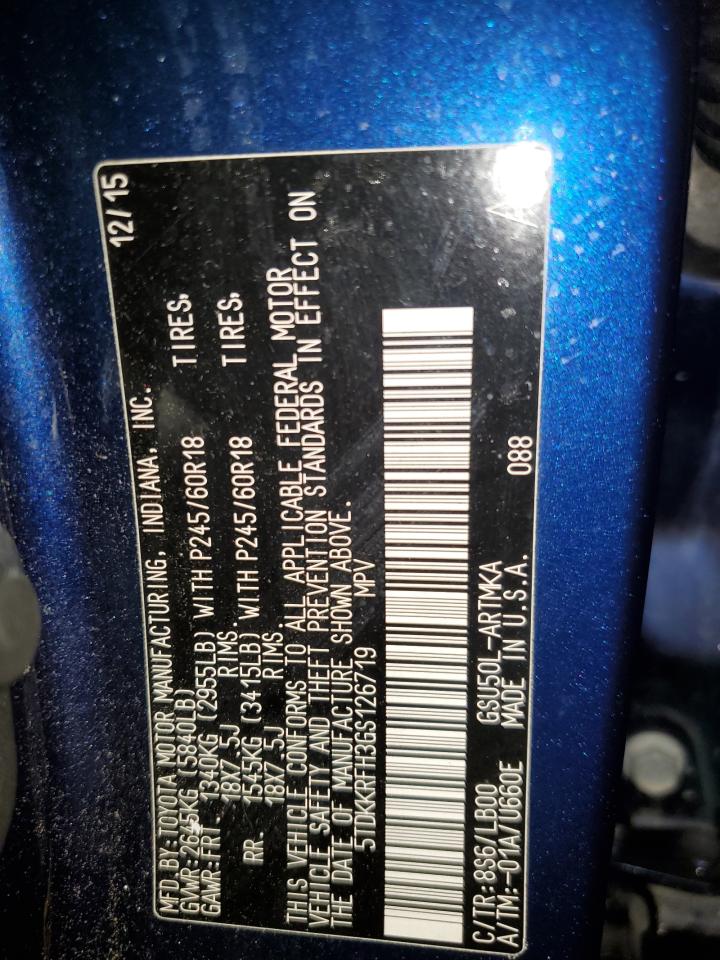 MFD.BY:TOYOTA MOTOR MANUFACTURING, INDIANA, INC. 12/15
GVWR:2645KG (5840LB)
GAWR:FRT. 1340KG (2955LB) WITH P245/60R18 TIRES,
18X7.5J RIMS.
RR. 1545KG (3415LB) WITH P245/60R18 TIRES,
18X7.5J RIMS.
THIS VEHICLE CONFORMS TO ALL APPLICABLE FEDERAL MOTOR
VEHICLE SAFETY AND THEFT PREVENTION STANDARDS IN EFFECT ON
THE DATE OF MANUFACTURE SHOWN ABOVE.
5TDKKRFH3GS126719 MPV
C/TR:8S6/LB00 GSU50L-ARTMKA
A/TM:-01A/U660E MADE IN U.S.A. 088